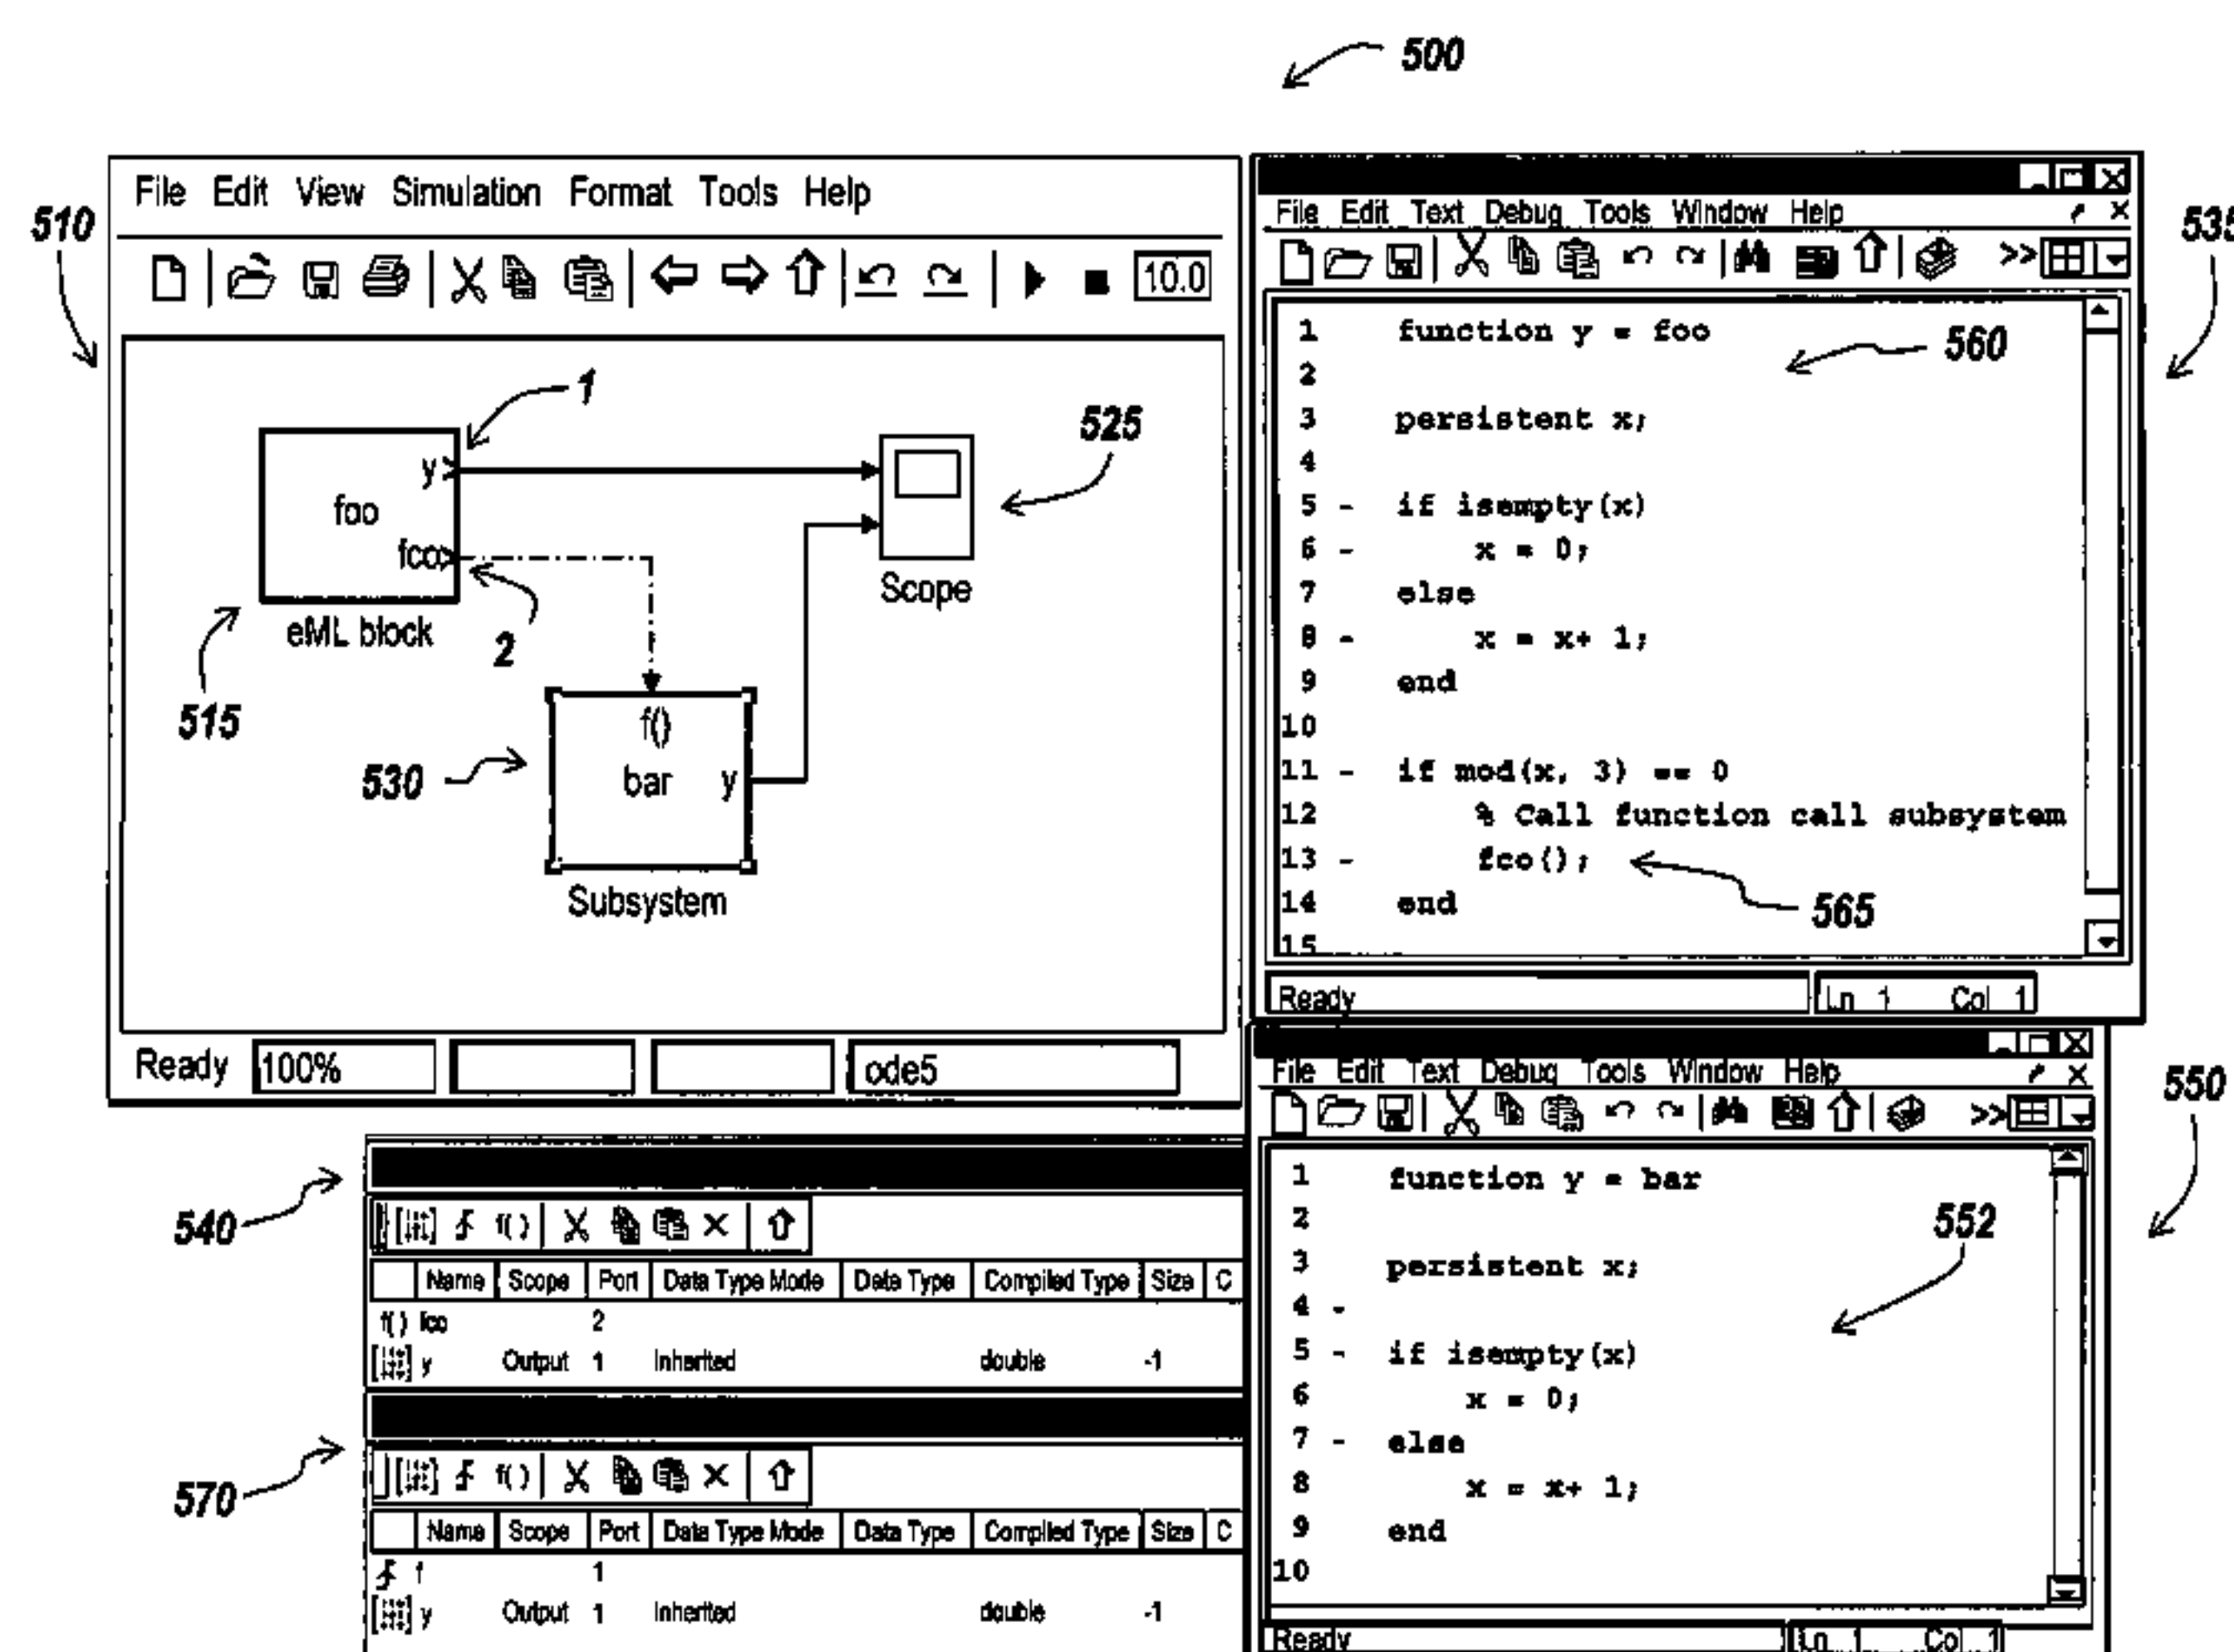 500
510
File Edit View Simulation Format Tools Help
10.0
1
y
foo
fco
eML block
2
515
525
Scope
530
f()
bar y
Subsystem
Ready 100% ode5
535
File Edit Text Debug Tools Window Help
>>
1 function y = foo
560
2
3 persistent x;
4
5 - if isempty(x)
6 - x = 0;
7 else
8 - x = x+ 1;
9 end
10
11 - if mod(x, 3) == 0
12 % Call function call subsystem
13 - fco();
14 end
565
15
Ready Ln 1 Col 1
550
File Edit Text Debug Tools Window Help
>>
1 function y = bar
2
552
3 persistent x;
4 -
5 - if isempty(x)
6 x = 0;
7 - else
8 x = x+ 1;
9 end
10
Ready Ln 1 Col 1
540
f()
Name Scope Port Data Type Mode Data Type Compiled Type Size C
f() fco 2
y Output 1 Inherited double -1
570
f()
Name Scope Port Data Type Mode Data Type Compiled Type Size C
f 1
y Output 1 Inherited double -1